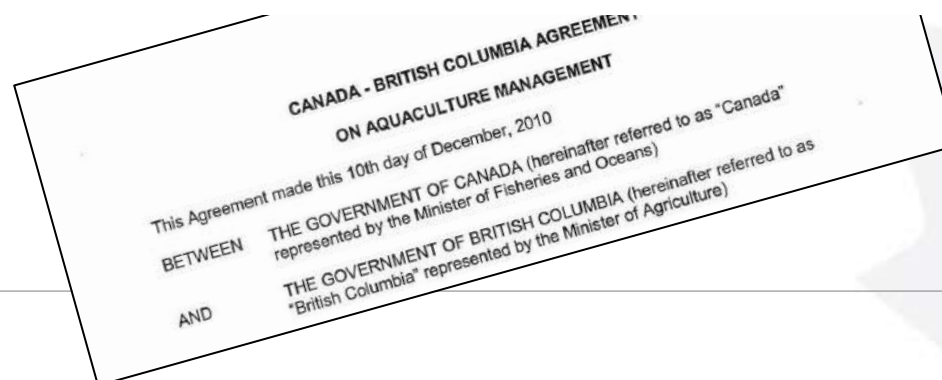 CANADA - BRITISH COLUMBIA AGREEMENT
ON AQUACULTURE MANAGEMENT
This Agreement made this 10th day of December, 2010
BETWEEN THE GOVERNMENT OF CANADA (hereinafter referred to as "Canada"
represented by the Minister of Fisheries and Oceans)
AND THE GOVERNMENT OF BRITISH COLUMBIA (hereinafter referred to as
"British Columbia" represented by the Minister of Agriculture)